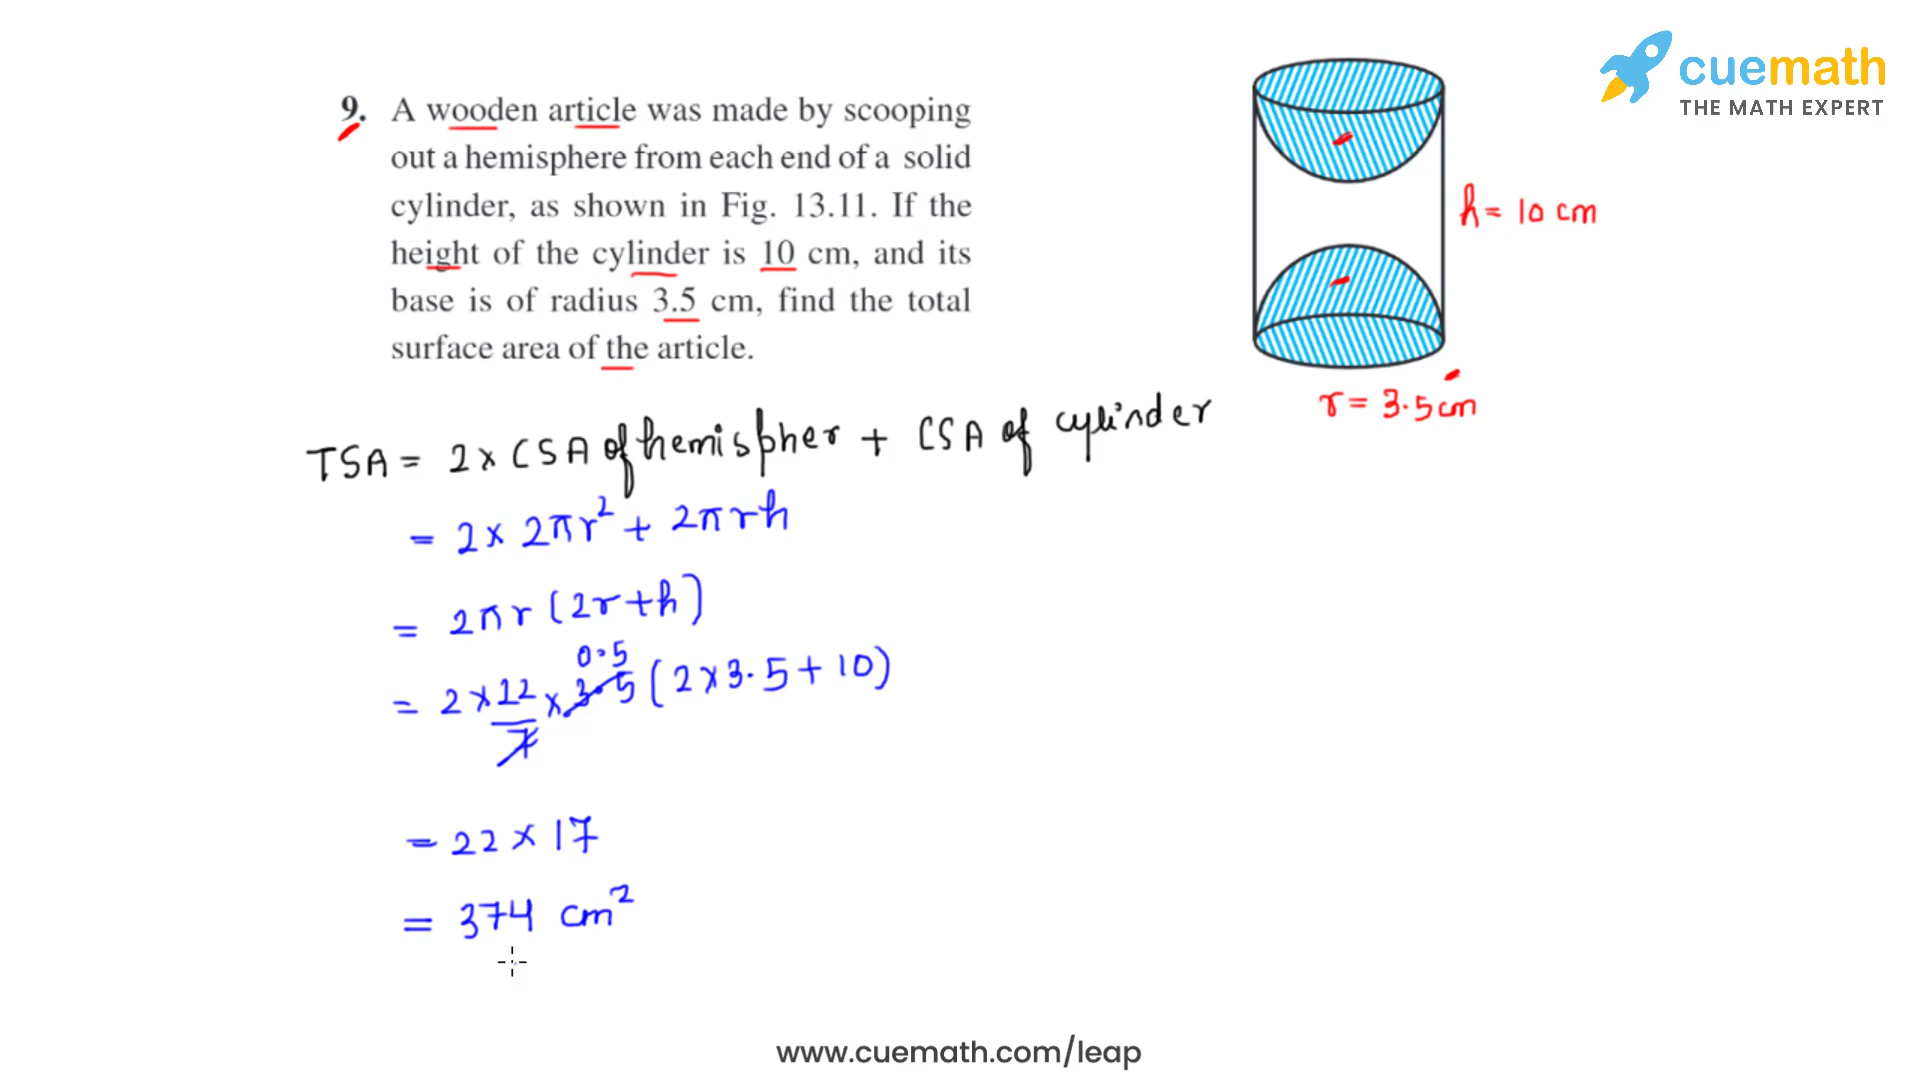 cuemath
THE MATH EXPERT
9. A wooden article was made by scooping
out a hemisphere from each end of a solid
cylinder, as shown in Fig. 13.11. If the
height of the cylinder is 10 cm, and its
base is of radius 3.5 cm, find the total
surface area of the article.
h = 10 cm
r = 3.5 cm
TSA = 2 × CSA of hemispher + CSA of cylinder
= 2 × 2πr² + 2πrh
= 2πr (2r + h)
0.5
= 2 × 22/7 × 3.5 (2 × 3.5 + 10)
= 22 × 17
= 374 cm²
www.cuemath.com/leap